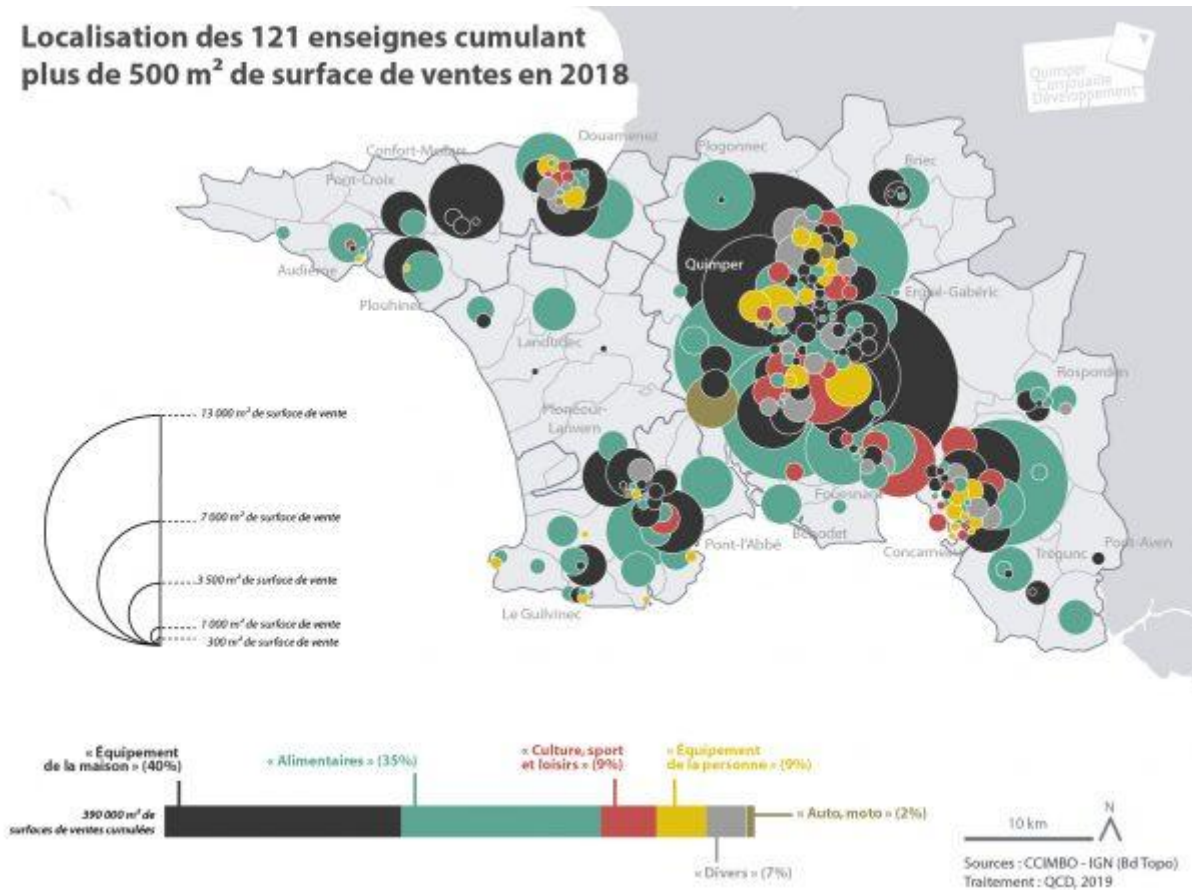 Localisation des 121 enseignes cumulant
plus de 500 m² de surface de ventes en 2018
Quimper
Cornouaille
Développement
Douarnenez
Confort-Meilars
Plogonnec
Briec
Pont-Croix
Audierne
Quimper
Plouhinec
Ergué-Gabéric
Landudec
Rosporden
Plonéour-
Lanvern
13 000 m² de surface de vente
7 000 m² de surface de vente
3 500 m² de surface de vente
1 000 m² de surface de vente
300 m² de surface de vente
Fouesnant
Bénodet
Pont-l'Abbé
Concarneau
Trégunc
Pont-Aven
Le Guilvinec
« Équipement
de la maison » (40%)
« Alimentaires » (35%)
« Culture, sport
et loisirs » (9%)
« Équipement
de la personne » (9%)
390 000 m² de
surfaces de ventes cumulées
« Auto, moto » (2%)
« Divers » (7%)
N
10 km
Sources : CCIMBO - IGN (Bd Topo)
Traitement : QCD, 2019